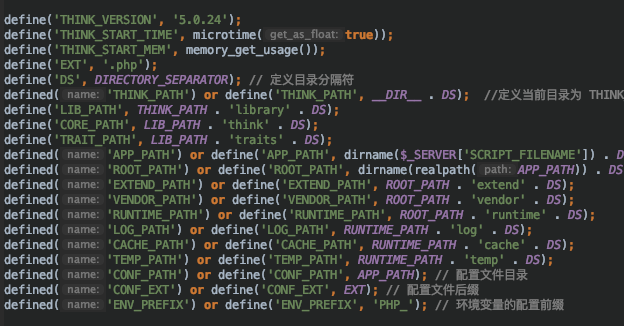 define('THINK_VERSION', '5.0.24');
define('THINK_START_TIME', microtime( get_as_float: true));
define('THINK_START_MEM', memory_get_usage());
define('EXT', '.php');
define('DS', DIRECTORY_SEPARATOR); // 定义目录分隔符
defined( name: 'THINK_PATH') or define('THINK_PATH', __DIR__ . DS);  //定义当前目录为 THINK
define('LIB_PATH', THINK_PATH . 'library' . DS);
define('CORE_PATH', LIB_PATH . 'think' . DS);
define('TRAIT_PATH', LIB_PATH . 'traits' . DS);
defined( name: 'APP_PATH') or define('APP_PATH', dirname($_SERVER['SCRIPT_FILENAME']) . D
defined( name: 'ROOT_PATH') or define('ROOT_PATH', dirname(realpath( path: APP_PATH)) . DS
defined( name: 'EXTEND_PATH') or define('EXTEND_PATH', ROOT_PATH . 'extend' . DS);
defined( name: 'VENDOR_PATH') or define('VENDOR_PATH', ROOT_PATH . 'vendor' . DS);
defined( name: 'RUNTIME_PATH') or define('RUNTIME_PATH', ROOT_PATH . 'runtime' . DS);
defined( name: 'LOG_PATH') or define('LOG_PATH', RUNTIME_PATH . 'log' . DS);
defined( name: 'CACHE_PATH') or define('CACHE_PATH', RUNTIME_PATH . 'cache' . DS);
defined( name: 'TEMP_PATH') or define('TEMP_PATH', RUNTIME_PATH . 'temp' . DS);
defined( name: 'CONF_PATH') or define('CONF_PATH', APP_PATH); // 配置文件目录
defined( name: 'CONF_EXT') or define('CONF_EXT', EXT); // 配置文件后缀
defined( name: 'ENV_PREFIX') or define('ENV_PREFIX', 'PHP_'); // 环境变量的配置前缀